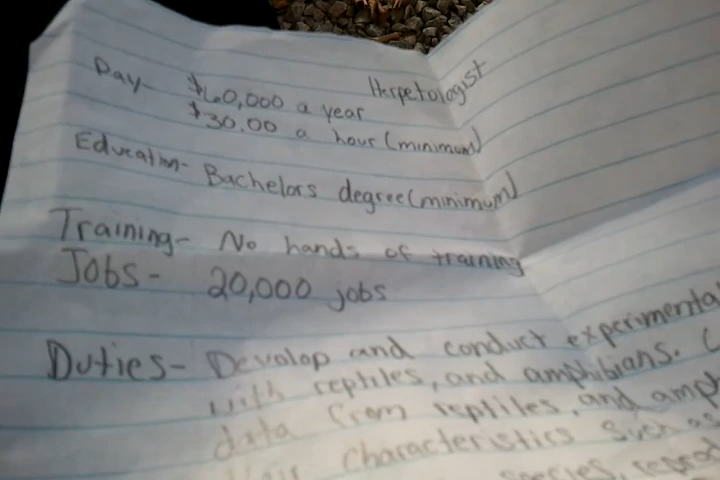 Herpetologist
Pay- $60,000 a year
$30.00 a hour (minimum)
Education- Bachelors degree (minimum)
Training- No hands of training
Jobs- 20,000 jobs
Duties- Devolop and conduct experimental
with reptiles, and amphibians.
data from reptiles, and amph
characteristics such as
species, reprod